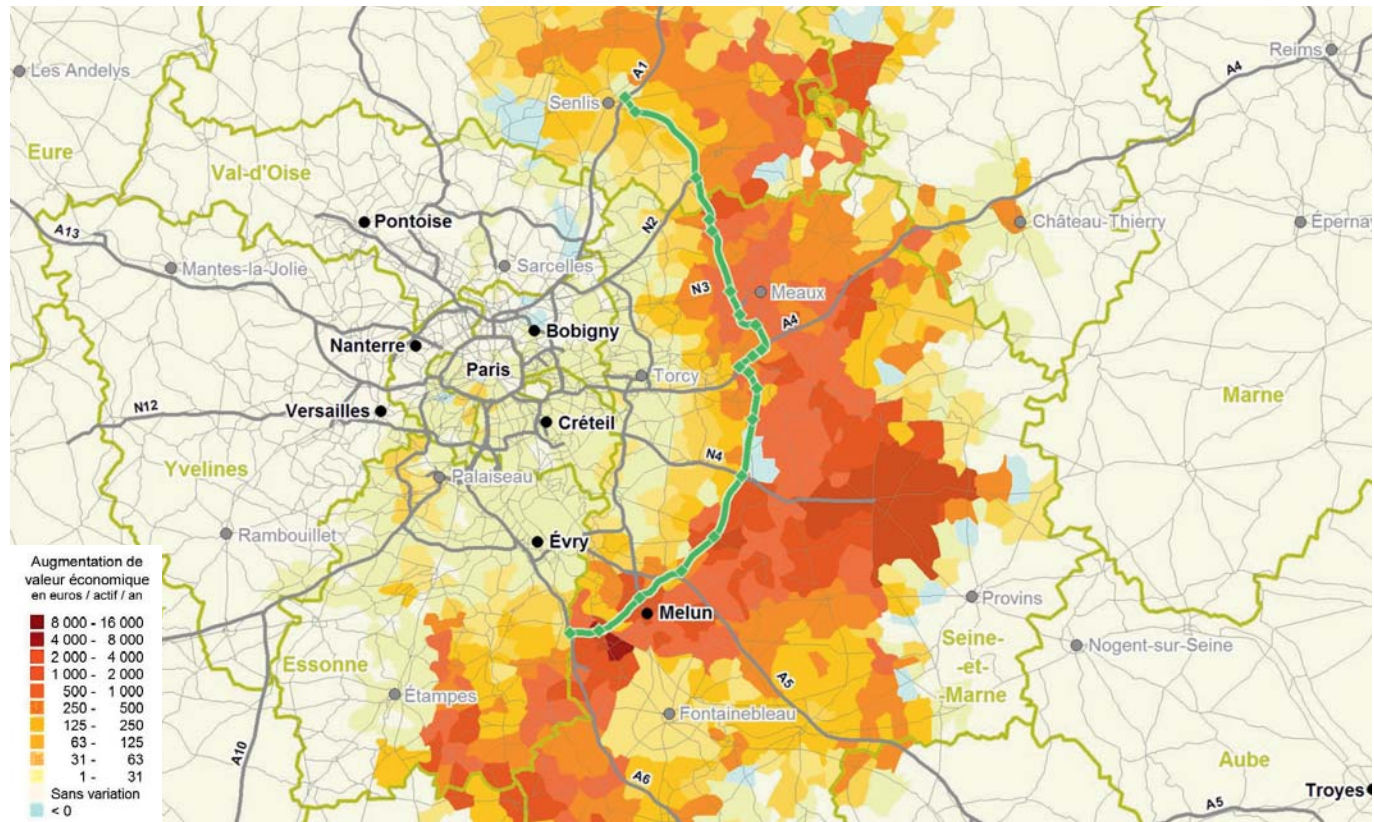 Les Andelys
A1
Reims
A4
Senlis
Eure
Val-d'Oise
A13
Pontoise
N2
Château-Thierry
Épernay
Mantes-la-Jolie
Sarcelles
N3
Meaux
Bobigny
A4
Nanterre
Paris
Torcy
Marne
N12
Versailles
Créteil
Yvelines
N4
Palaiseau
Rambouillet
Évry
Melun
Provins
Seine-
-et-
-Marne
Nogent-sur-Seine
Essonne
Étampes
A5
Fontainebleau
A10
A6
Aube
Troyes
A5
Augmentation de
valeur économique
en euros / actif / an
8 000 - 16 000
4 000 - 8 000
2 000 - 4 000
1 000 - 2 000
500 - 1 000
250 - 500
125 - 250
63 - 125
31 - 63
1 - 31
Sans variation
< 0